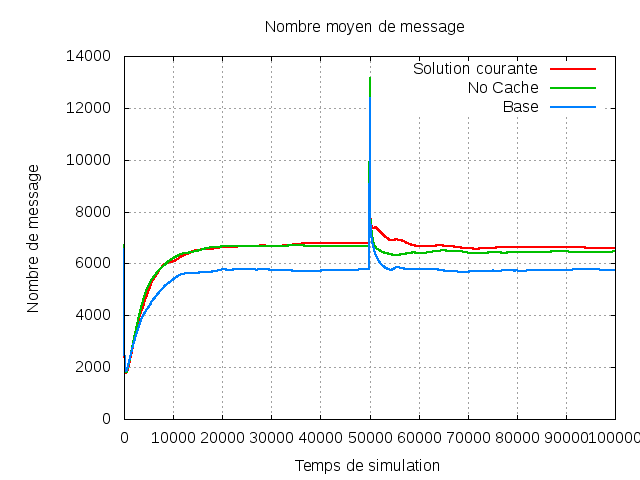 Nombre moyen de message
14000
12000
10000
8000
6000
4000
2000
0
Nombre de message
Solution courante
No Cache
Base
0 10000 20000 30000 40000 50000 60000 70000 80000 90000 100000
Temps de simulation